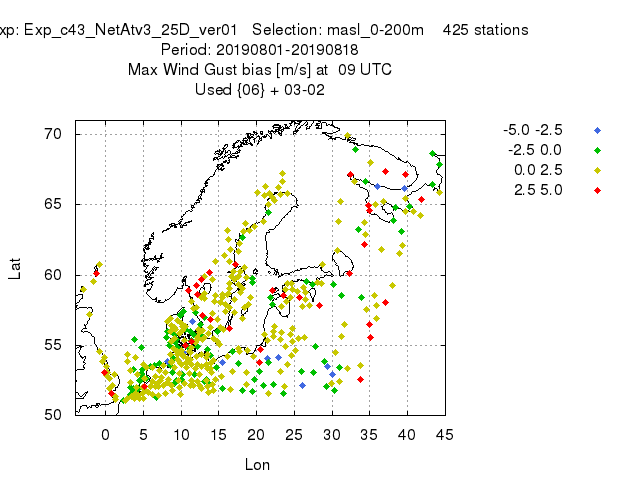 xp: Exp_c43_NetAtv3_25D_ver01 Selection: masl_0-200m 425 stations
Period: 20190801-20190818
Max Wind Gust bias [m/s] at 09 UTC
Used {06} + 03-02
-5.0 -2.5
-2.5 0.0
0.0 2.5
2.5 5.0
70
65
60
55
50
Lat
0 5 10 15 20 25 30 35 40 45
Lon